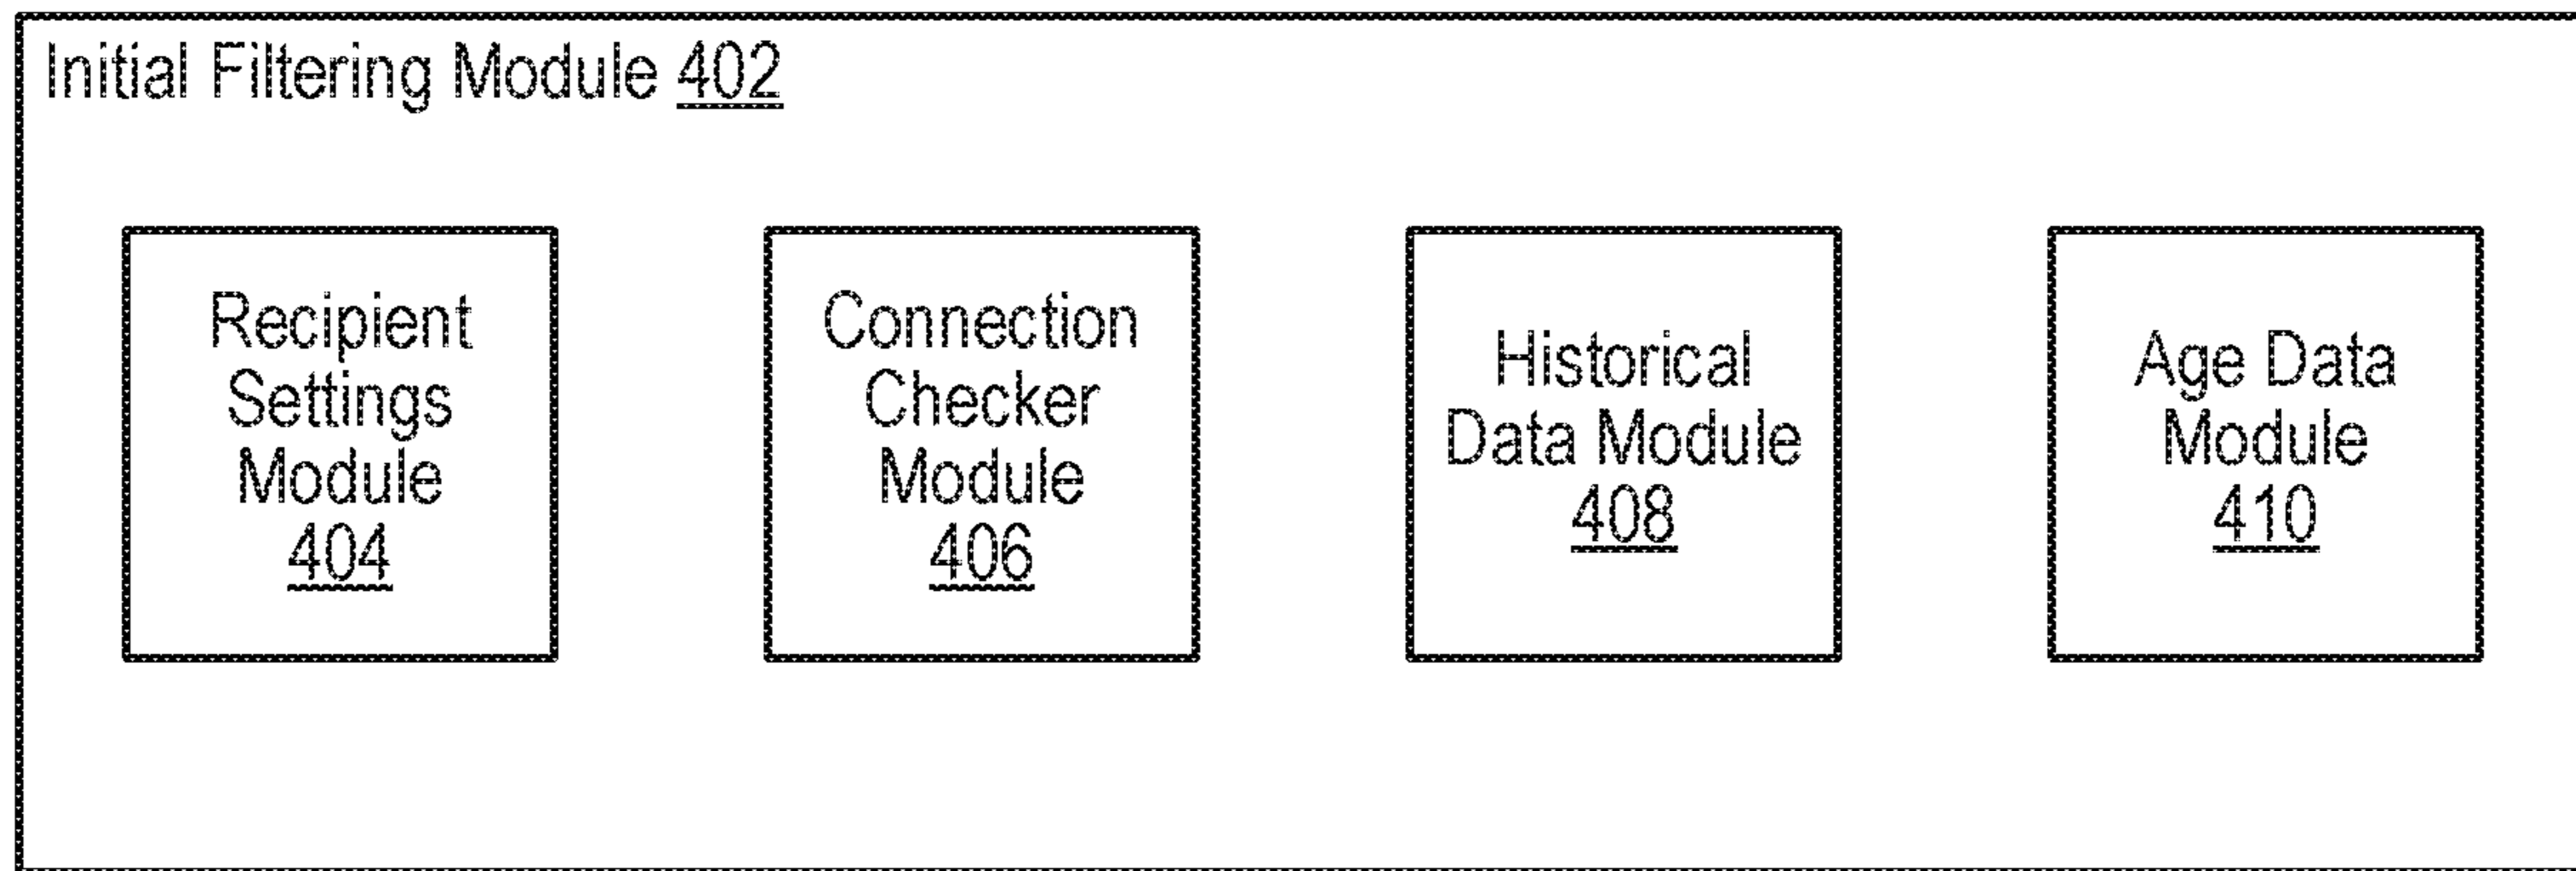 Initial Filtering Module 402
Recipient
Settings
Module
404
Connection
Checker
Module
406
Historical
Data Module
408
Age Data
Module
410